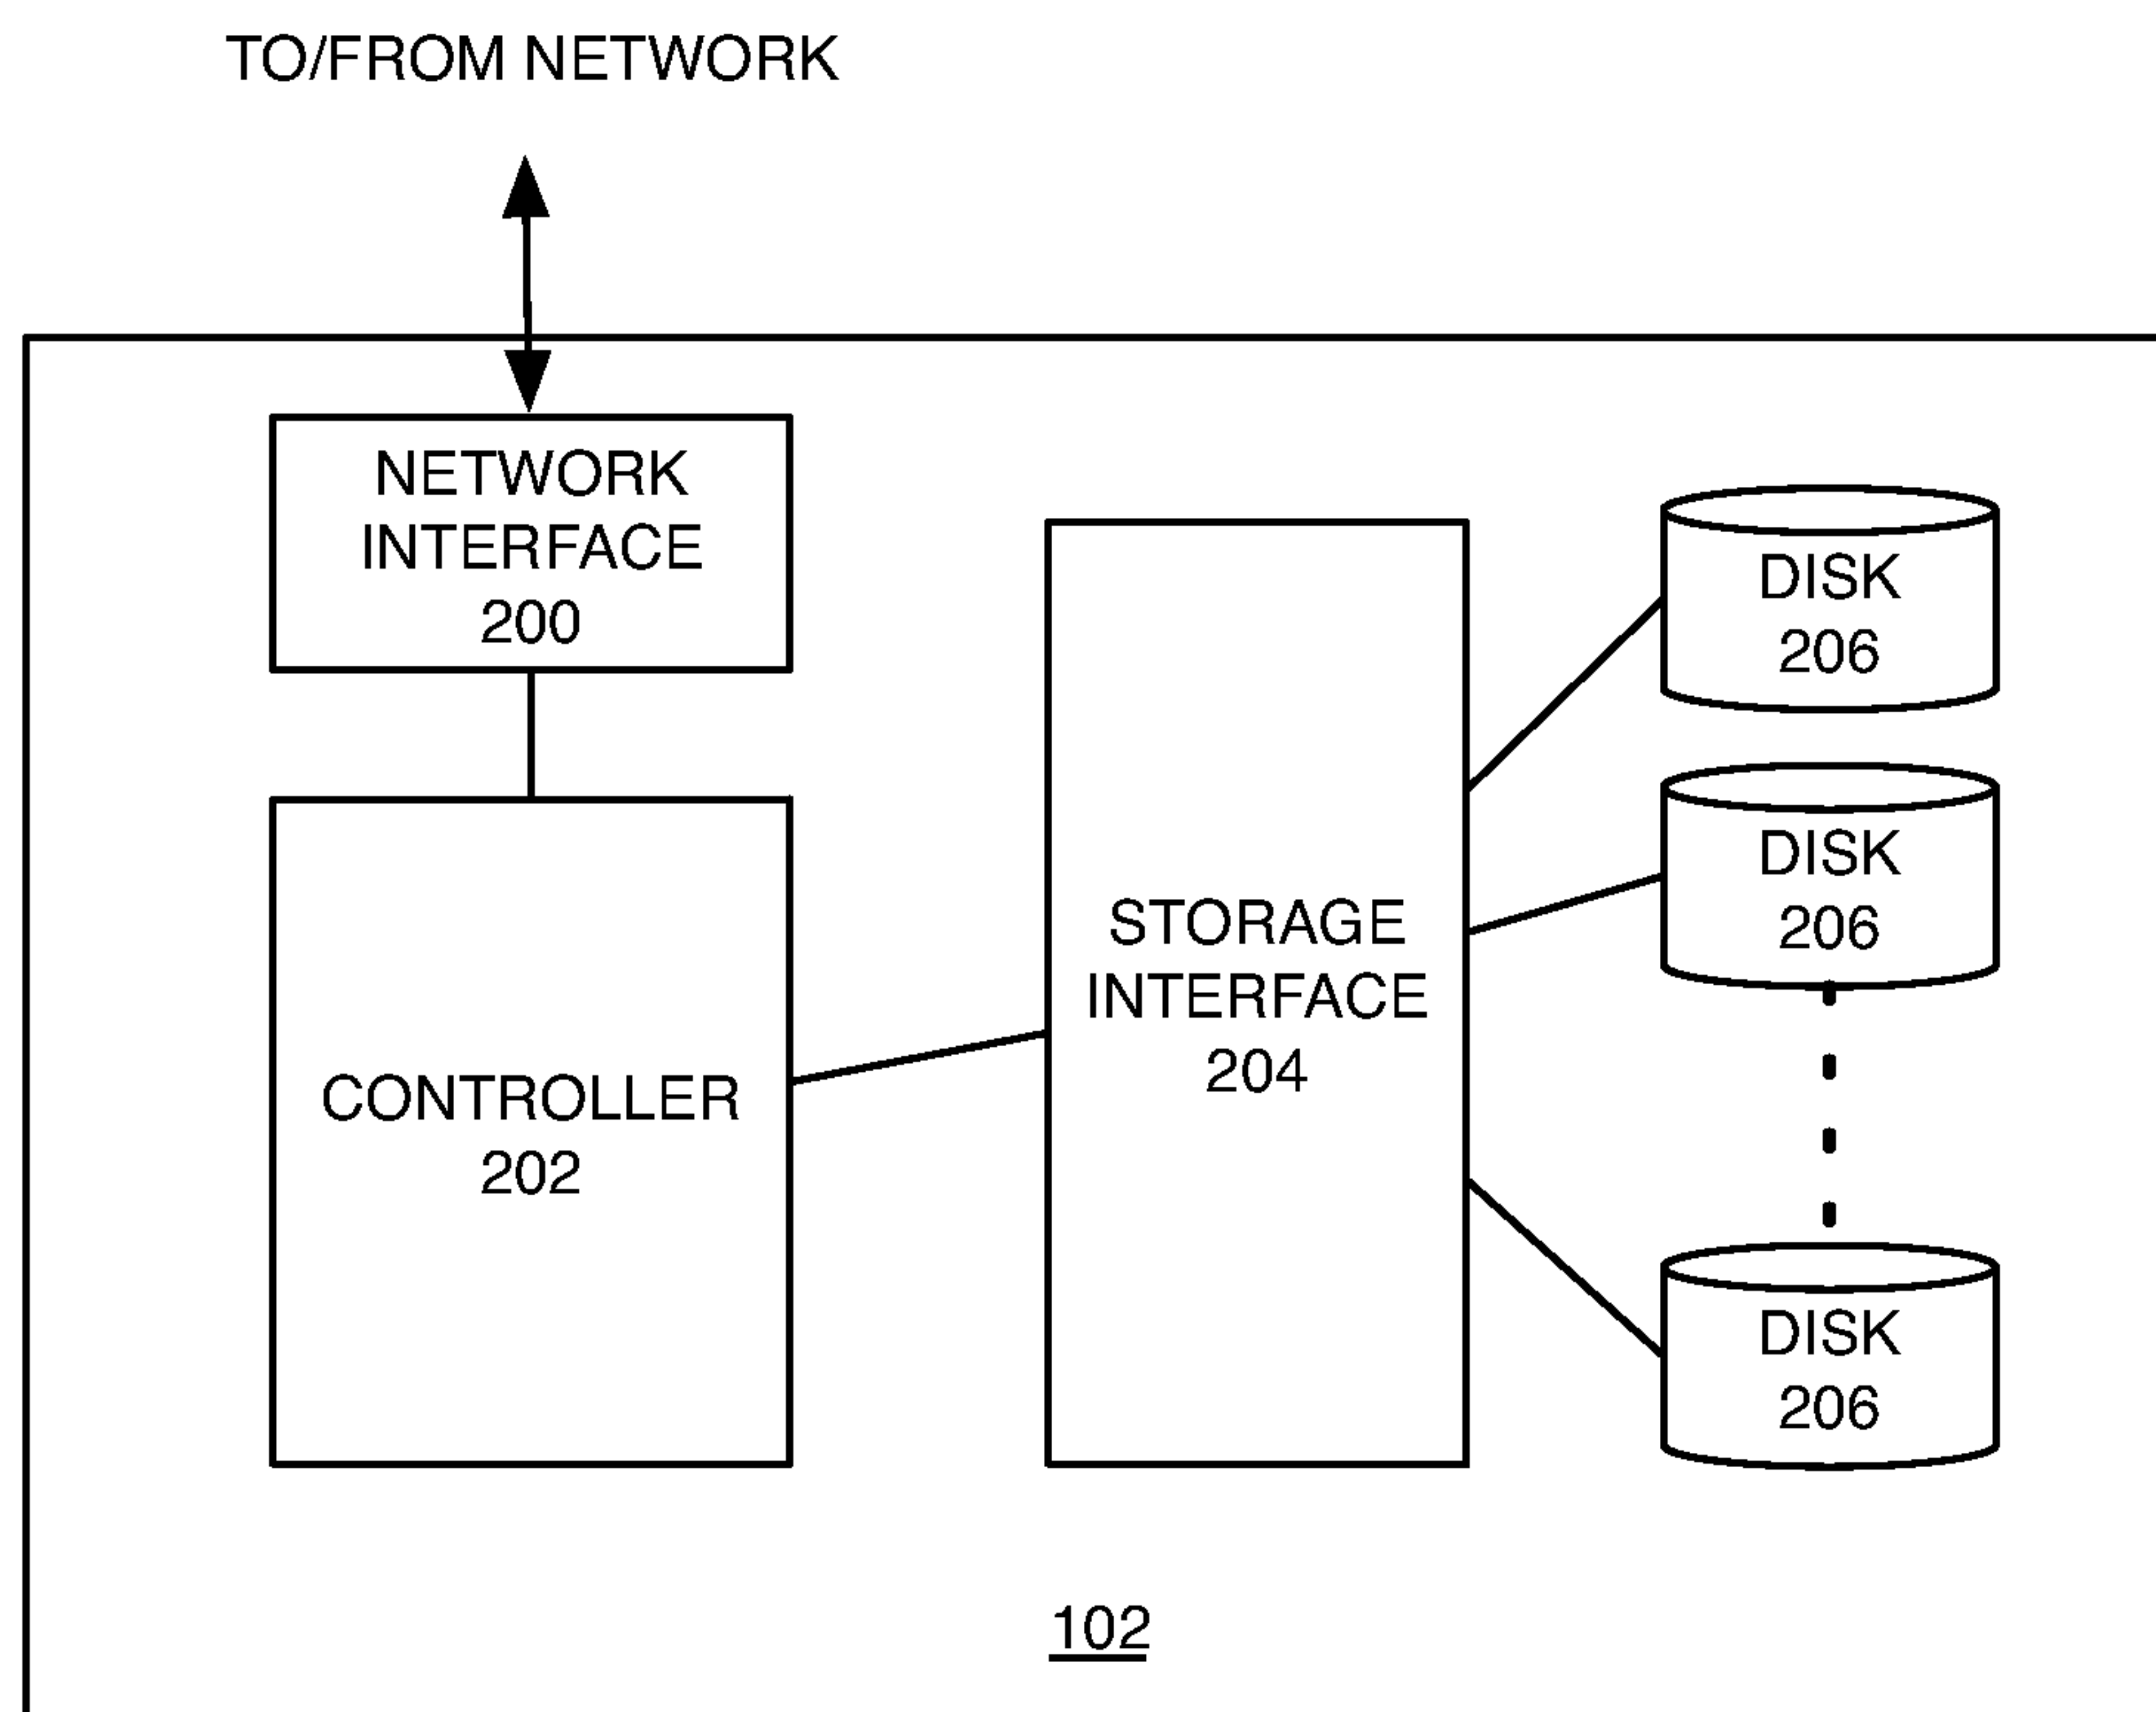 TO/FROM NETWORK
NETWORK
INTERFACE
200
CONTROLLER
202
STORAGE
INTERFACE
204
DISK
206
DISK
206
DISK
206
102